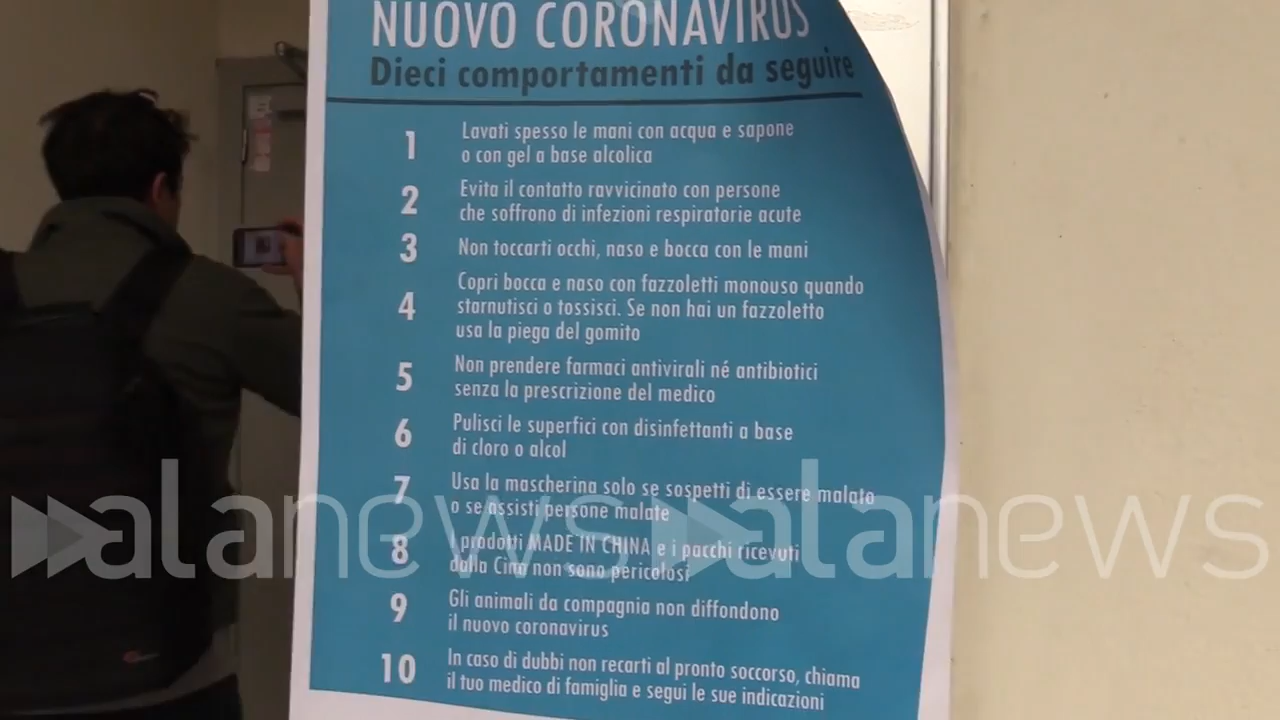 NUOVO CORONAVIRUS
Dieci comportamenti da seguire
1 Lavati spesso le mani con acqua e sapone
o con gel a base alcolica
2 Evita il contatto ravvicinato con persone
che soffrono di infezioni respiratorie acute
3 Non toccarti occhi, naso e bocca con le mani
4 Copri bocca e naso con fazzoletti monouso quando
starnutisci o tossisci. Se non hai un fazzoletto
usa la piega del gomito
5 Non prendere farmaci antivirali né antibiotici
senza la prescrizione del medico
6 Pulisci le superfici con disinfettanti a base
di cloro o alcol
7 Usa la mascherina solo se sospetti di essere malato
o se assisti persone malate
8 I prodotti MADE IN CHINA e i pacchi ricevuti
dalla Cina non sono pericolosi
9 Gli animali da compagnia non diffondono
il nuovo coronavirus
10 In caso di dubbi non recarti al pronto soccorso, chiama
il tuo medico di famiglia e segui le sue indicazioni
alanews alanews